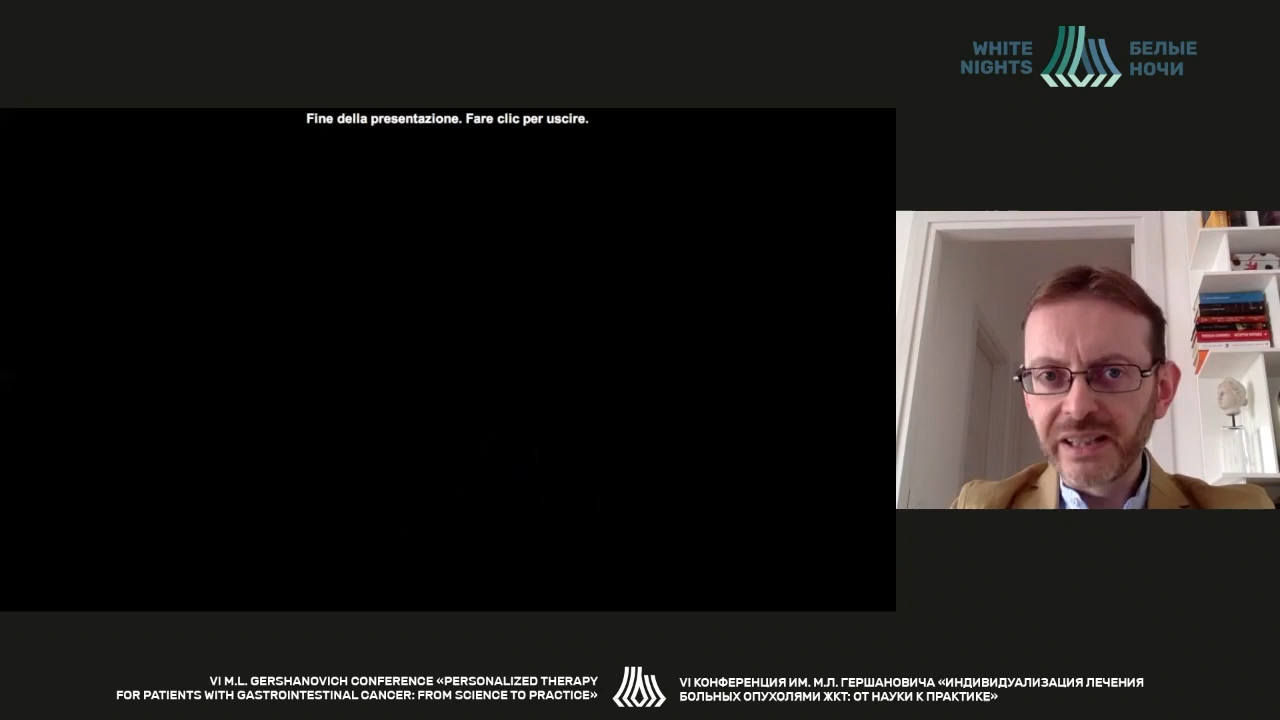 WHITE
NIGHTS
БЕЛЫЕ
НОЧИ
Fine della presentazione. Fare clic per uscire.
VI M.L. GERSHANOVICH CONFERENCE «PERSONALIZED THERAPY
FOR PATIENTS WITH GASTROINTESTINAL CANCER: FROM SCIENCE TO PRACTICE»
VI КОНФЕРЕНЦИЯ ИМ. М.Л. ГЕРШАНОВИЧА «ИНДИВИДУАЛИЗАЦИЯ ЛЕЧЕНИЯ
БОЛЬНЫХ ОПУХОЛЯМИ ЖКТ: ОТ НАУКИ К ПРАКТИКЕ»